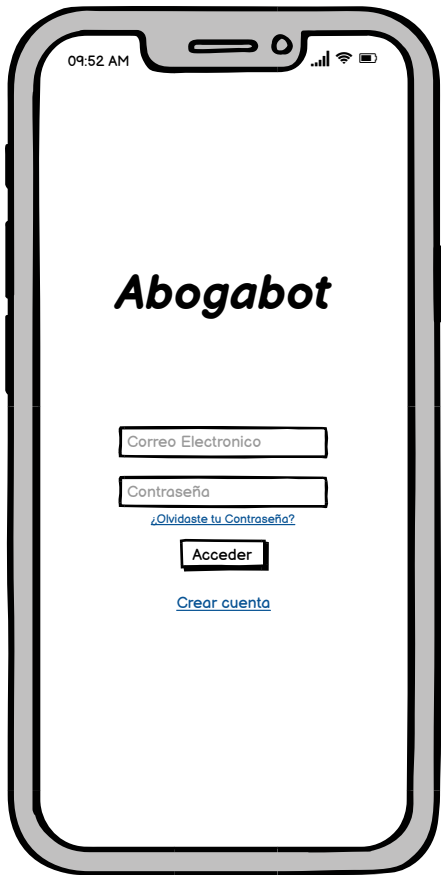 09:52 AM
Abogabot
Correo Electronico
Contraseña
¿Olvidaste tu Contraseña?
Acceder
Crear cuenta